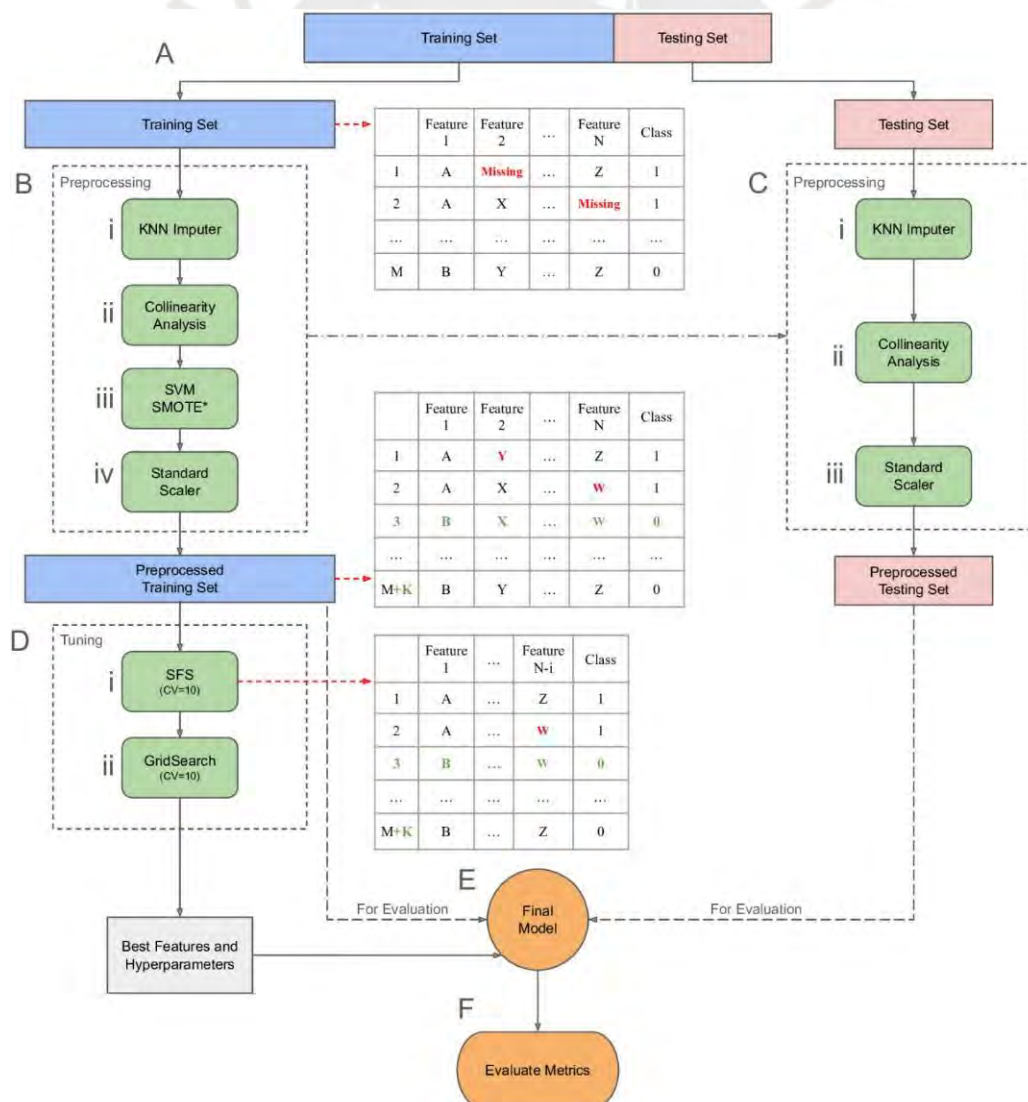 Training Set
Testing Set
A
Training Set
Testing Set
Feature 1
Feature 2
...
Feature N
Class
1 A Missing ... Z 1
2 A X ... Missing 1
... ... ... ... ... ...
M B Y ... Z 0
B
Preprocessing
i
KNN Imputer
ii
Collinearity
Analysis
iii
SVM
SMOTE*
iv
Standard
Scaler
C
Preprocessing
i
KNN Imputer
ii
Collinearity
Analysis
iii
Standard
Scaler
Feature 1
Feature 2
...
Feature N
Class
1 A Y ... Z 1
2 A X ... W 1
3 B X ... W 0
... ... ... ... ... ...
M+K B Y ... Z 0
Preprocessed
Training Set
Preprocessed
Testing Set
D
Tuning
i
SFS
(CV=10)
ii
GridSearch
(CV=10)
Feature 1
...
Feature N-i
Class
1 A ... Z 1
2 A ... W 1
3 B ... W 0
... ... ... ... ...
M+K B ... Z 0
E
For Evaluation
Final
Model
For Evaluation
Best Features and
Hyperparameters
F
Evaluate Metrics